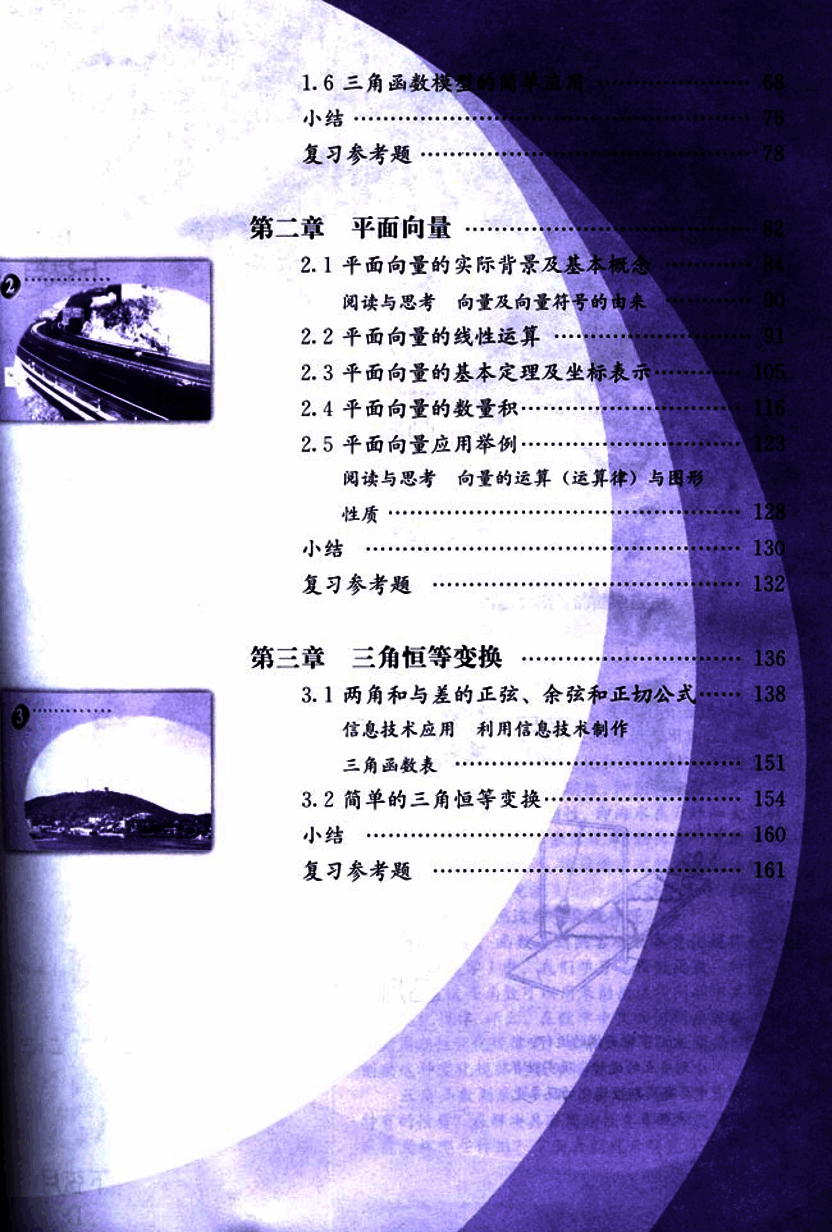 1.6 三角函数模型的简单应用 ………………… 68
小结 ………………………………………… 76
复习参考题 ………………………………… 78
第二章 平面向量 ………………………… 82
2.1 平面向量的实际背景及基本概念 ………… 84
阅读与思考 向量及向量符号的由来 ………… 90
2.2 平面向量的线性运算 ………………… 91
2.3 平面向量的基本定理及坐标表示 ………… 105
2.4 平面向量的数量积 ………………… 116
2.5 平面向量应用举例 ………………… 123
阅读与思考 向量的运算（运算律）与图形
性质 ………………………………… 128
小结 ………………………………… 130
复习参考题 ………………………… 132
第三章 三角恒等变换 ………………… 136
3.1 两角和与差的正弦、余弦和正切公式 …… 138
信息技术应用 利用信息技术制作
三角函数表 ………………………… 151
3.2 简单的三角恒等变换 ………………… 154
小结 ………………………………… 160
复习参考题 ………………………… 161
2 …………
3 …………